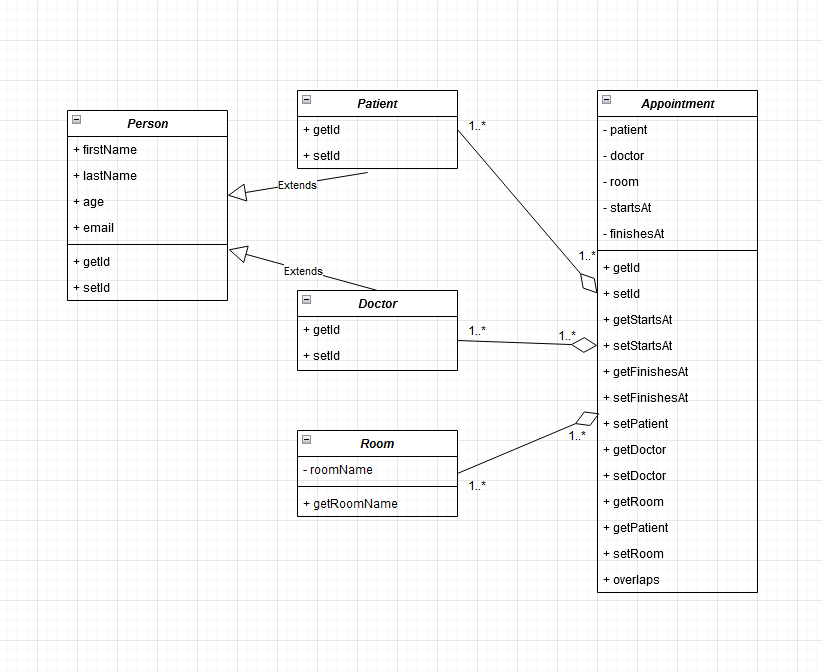 Person
+ firstName
+ lastName
+ age
+ email
+ getId
+ setId
Patient
+ getId
+ setId
Extends
Extends
Doctor
+ getId
+ setId
Room
- roomName
+ getRoomName
1..*
1..*
1..*
1..*
1..*
1..*
Appointment
- patient
- doctor
- room
- startsAt
- finishesAt
+ getId
+ setId
+ getStartsAt
+ setStartsAt
+ getFinishesAt
+ setFinishesAt
+ setPatient
+ getDoctor
+ setDoctor
+ getRoom
+ getPatient
+ setRoom
+ overlaps